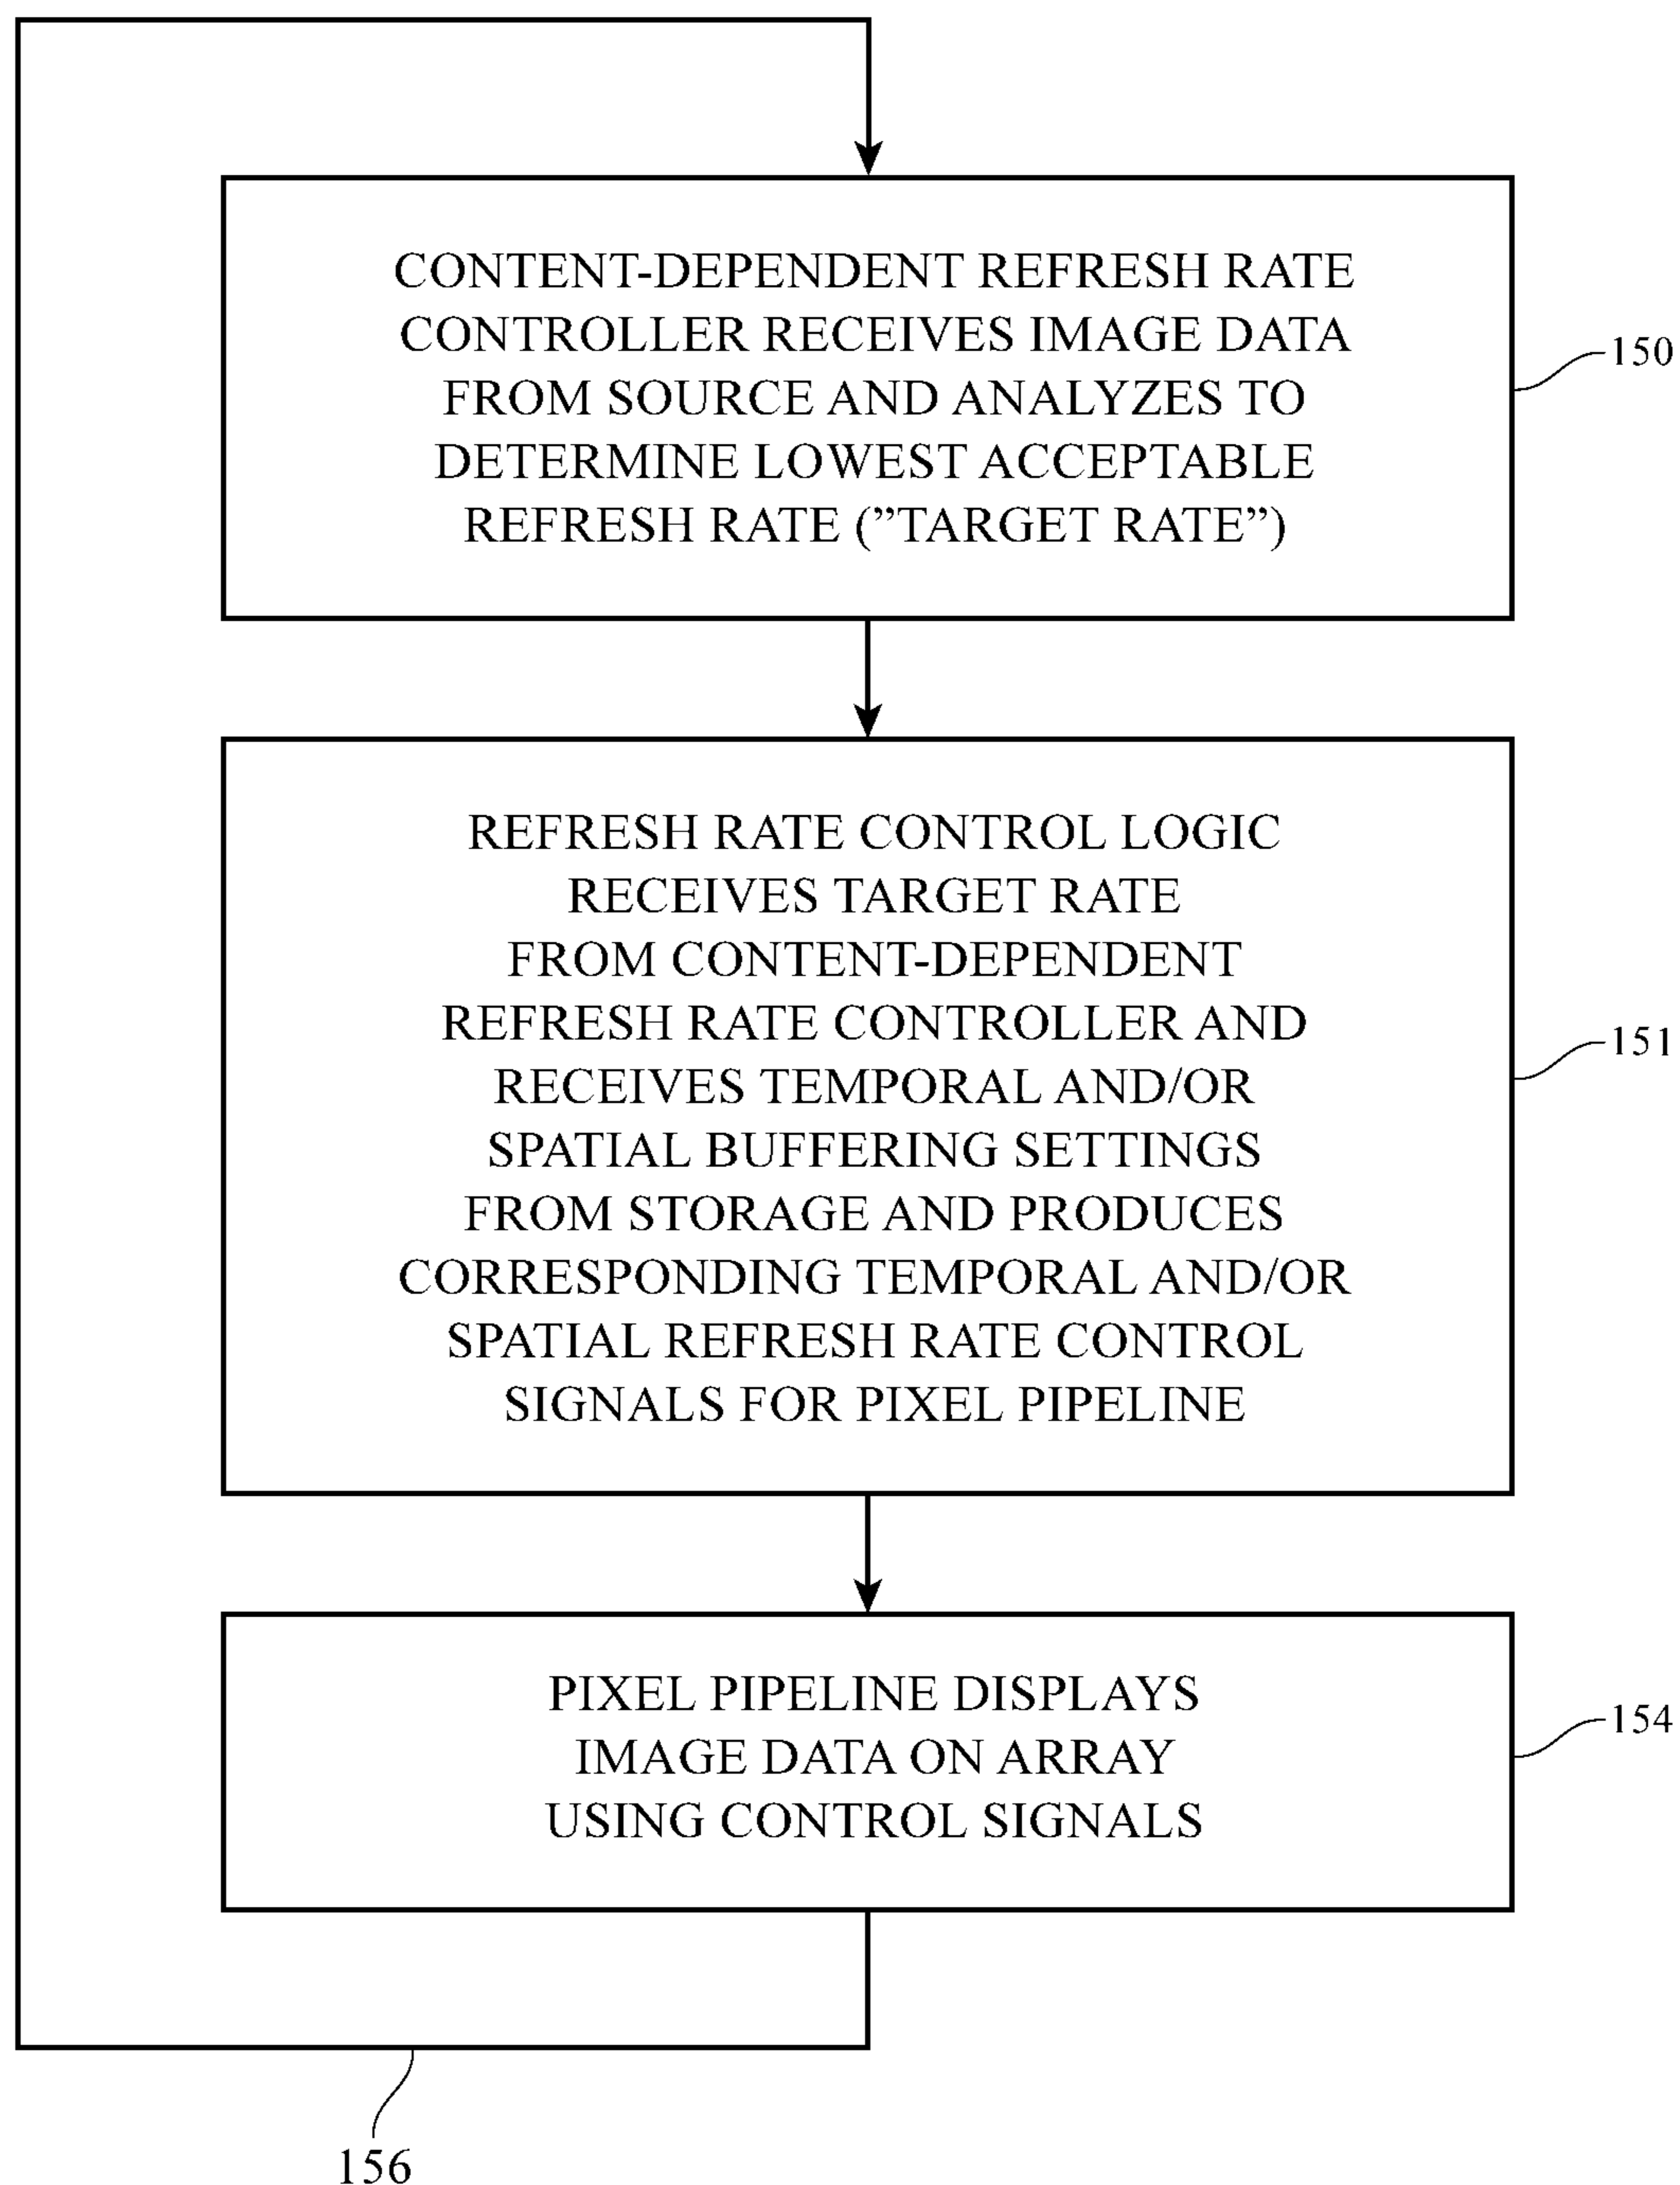 CONTENT-DEPENDENT REFRESH RATE
CONTROLLER RECEIVES IMAGE DATA
FROM SOURCE AND ANALYZES TO
DETERMINE LOWEST ACCEPTABLE
REFRESH RATE (”TARGET RATE”)
150
REFRESH RATE CONTROL LOGIC
RECEIVES TARGET RATE
FROM CONTENT-DEPENDENT
REFRESH RATE CONTROLLER AND
RECEIVES TEMPORAL AND/OR
SPATIAL BUFFERING SETTINGS
FROM STORAGE AND PRODUCES
CORRESPONDING TEMPORAL AND/OR
SPATIAL REFRESH RATE CONTROL
SIGNALS FOR PIXEL PIPELINE
151
PIXEL PIPELINE DISPLAYS
IMAGE DATA ON ARRAY
USING CONTROL SIGNALS
154
156